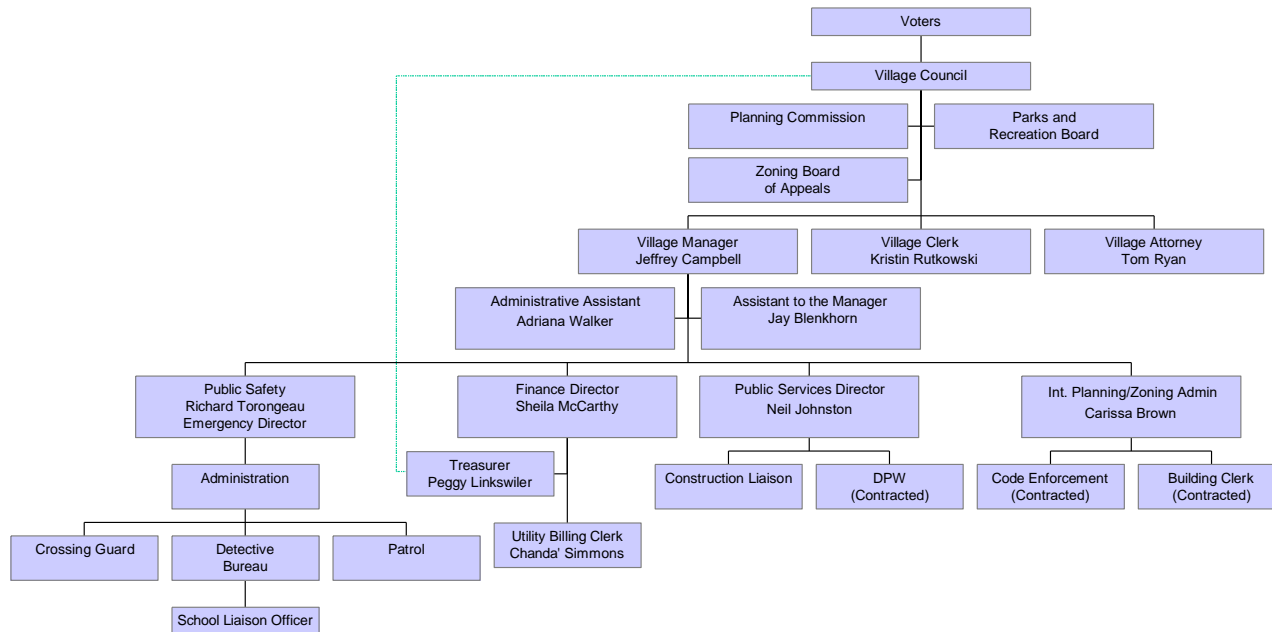 Voters
Village Council
Planning Commission
Parks and
Recreation Board
Zoning Board
of Appeals
Village Manager
Jeffrey Campbell
Village Clerk
Kristin Rutkowski
Village Attorney
Tom Ryan
Administrative Assistant
Adriana Walker
Assistant to the Manager
Jay Blenkhorn
Public Safety
Richard Torongeau
Emergency Director
Finance Director
Sheila McCarthy
Public Services Director
Neil Johnston
Int. Planning/Zoning Admin
Carissa Brown
Administration
Treasurer
Peggy Linkswiler
Construction Liaison
DPW
(Contracted)
Code Enforcement
(Contracted)
Building Clerk
(Contracted)
Crossing Guard
Detective
Bureau
Patrol
Utility Billing Clerk
Chanda' Simmons
School Liaison Officer